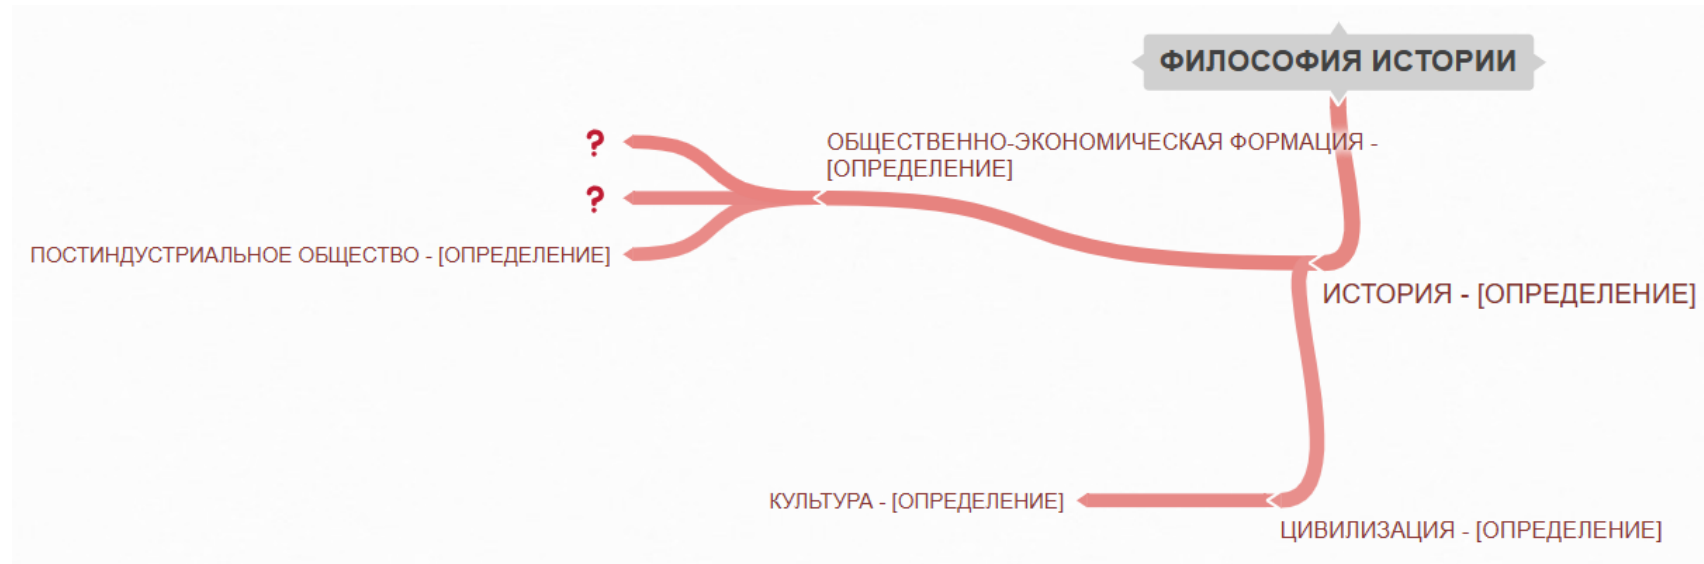 ФИЛОСОФИЯ ИСТОРИИ
?
ОБЩЕСТВЕННО-ЭКОНОМИЧЕСКАЯ ФОРМАЦИЯ -
[ОПРЕДЕЛЕНИЕ]
?
ПОСТИНДУСТРИАЛЬНОЕ ОБЩЕСТВО - [ОПРЕДЕЛЕНИЕ]
ИСТОРИЯ - [ОПРЕДЕЛЕНИЕ]
КУЛЬТУРА - [ОПРЕДЕЛЕНИЕ]
ЦИВИЛИЗАЦИЯ - [ОПРЕДЕЛЕНИЕ]